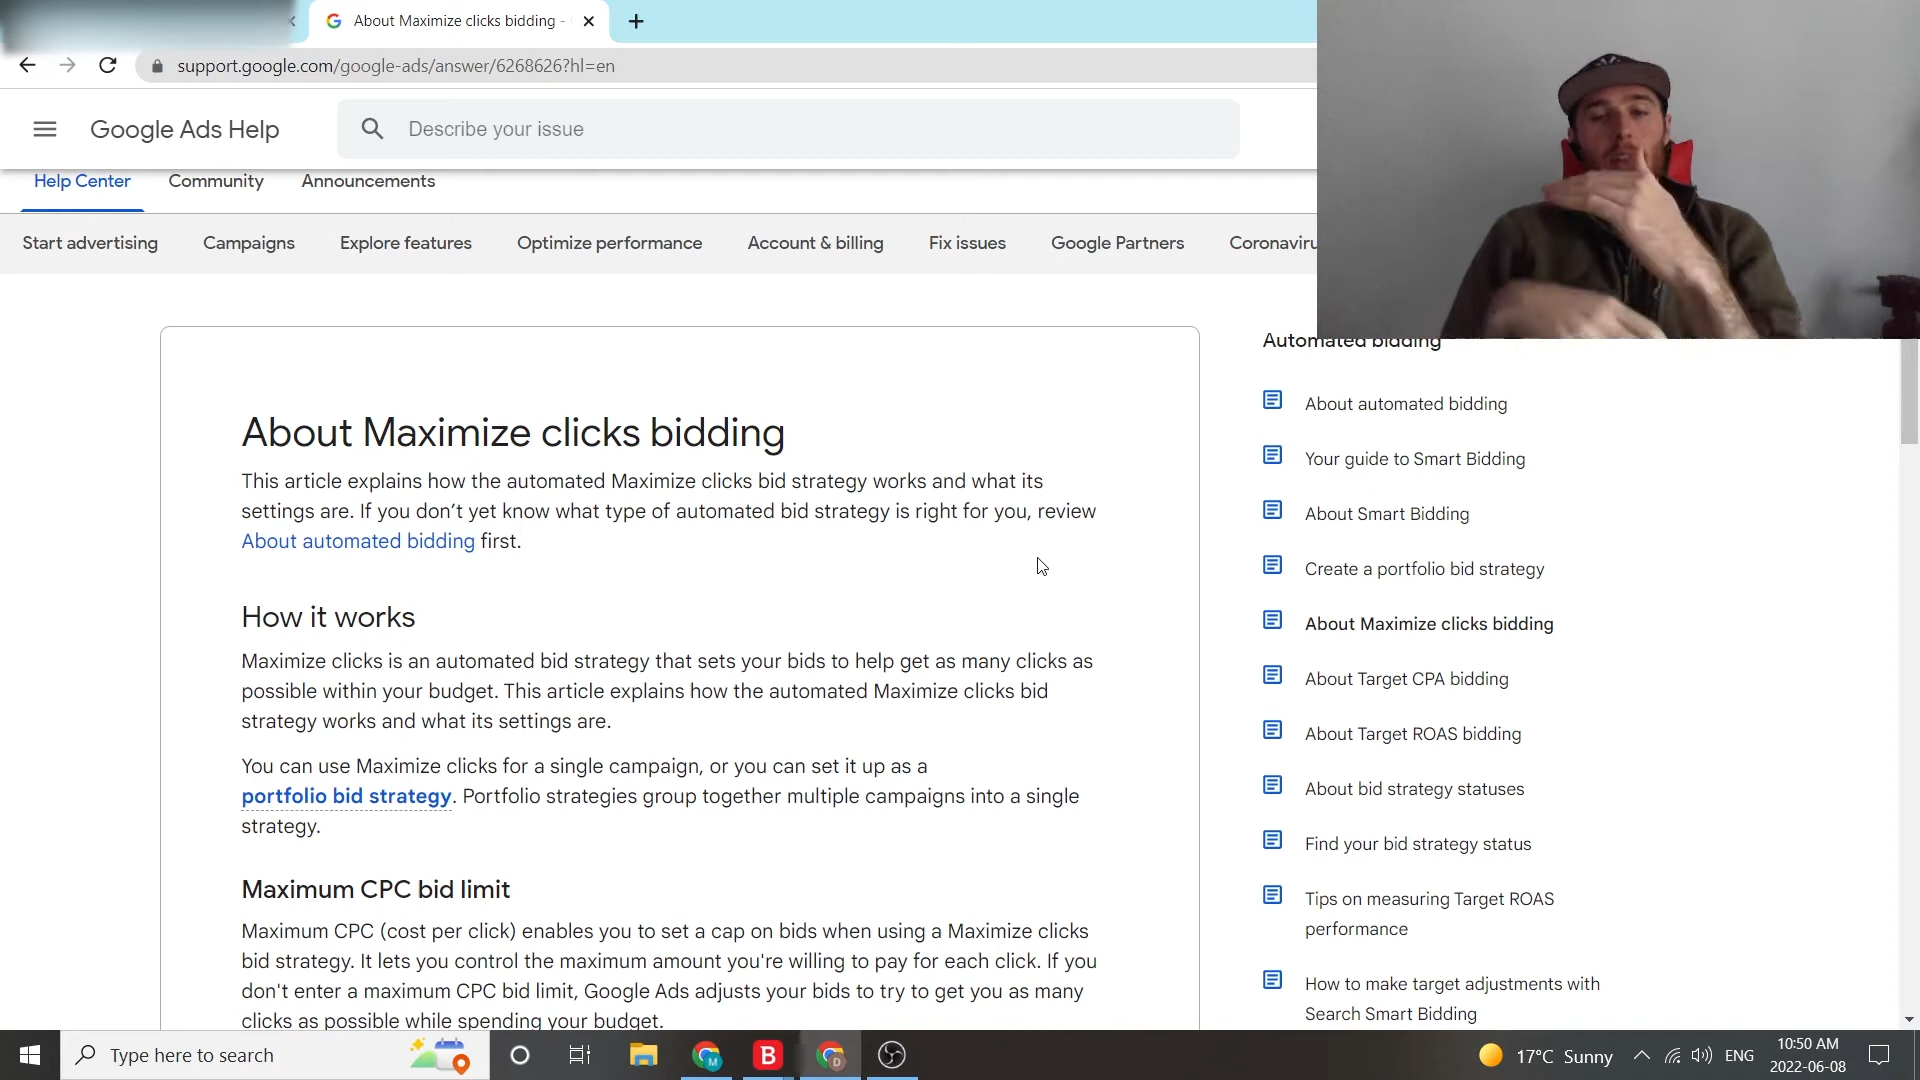 About Maximize clicks bidding -
support.google.com/google-ads/answer/6268626?hl=en
Google Ads Help
Describe your issue
Help Center
Community
Announcements
Start advertising
Campaigns
Explore features
Optimize performance
Account & billing
Fix issues
Google Partners
Coronaviru
About Maximize clicks bidding
This article explains how the automated Maximize clicks bid strategy works and what its
settings are. If you don’t yet know what type of automated bid strategy is right for you, review
About automated bidding first.
How it works
Maximize clicks is an automated bid strategy that sets your bids to help get as many clicks as
possible within your budget. This article explains how the automated Maximize clicks bid
strategy works and what its settings are.
You can use Maximize clicks for a single campaign, or you can set it up as a
portfolio bid strategy. Portfolio strategies group together multiple campaigns into a single
strategy.
Maximum CPC bid limit
Maximum CPC (cost per click) enables you to set a cap on bids when using a Maximize clicks
bid strategy. It lets you control the maximum amount you're willing to pay for each click. If you
don't enter a maximum CPC bid limit, Google Ads adjusts your bids to try to get you as many
clicks as possible while spending your budget.
Automated bidding
About automated bidding
Your guide to Smart Bidding
About Smart Bidding
Create a portfolio bid strategy
About Maximize clicks bidding
About Target CPA bidding
About Target ROAS bidding
About bid strategy statuses
Find your bid strategy status
Tips on measuring Target ROAS
performance
How to make target adjustments with
Search Smart Bidding
Type here to search
M
B
D
17°C Sunny
ENG
10:50 AM
2022-06-08